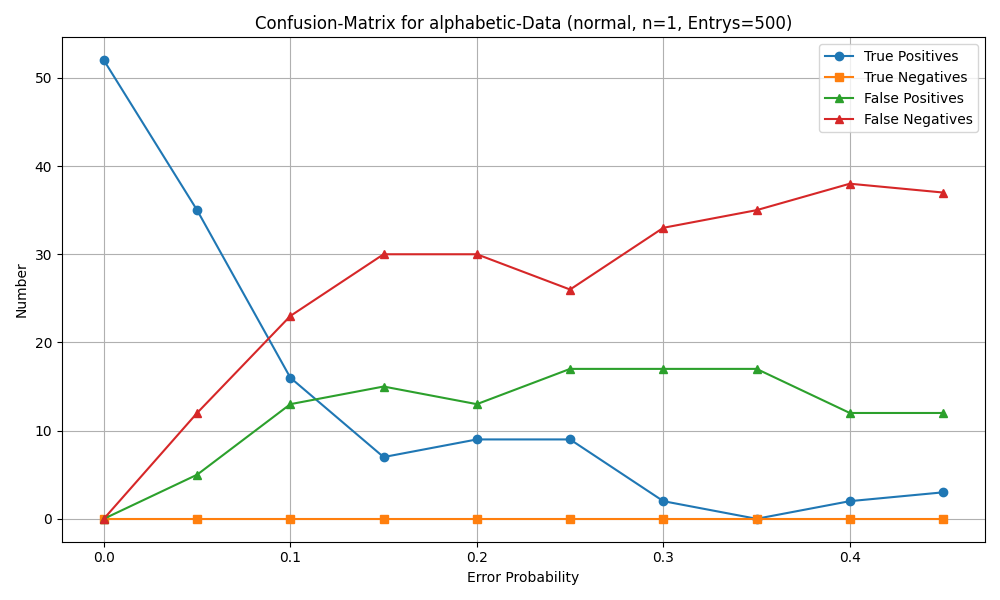 Confusion-Matrix for alphabetic-Data (normal, n=1, Entrys=500)
True Positives
True Negatives
False Positives
False Negatives
Number
50
40
30
20
10
0
0.0
0.1
0.2
0.3
0.4
Error Probability